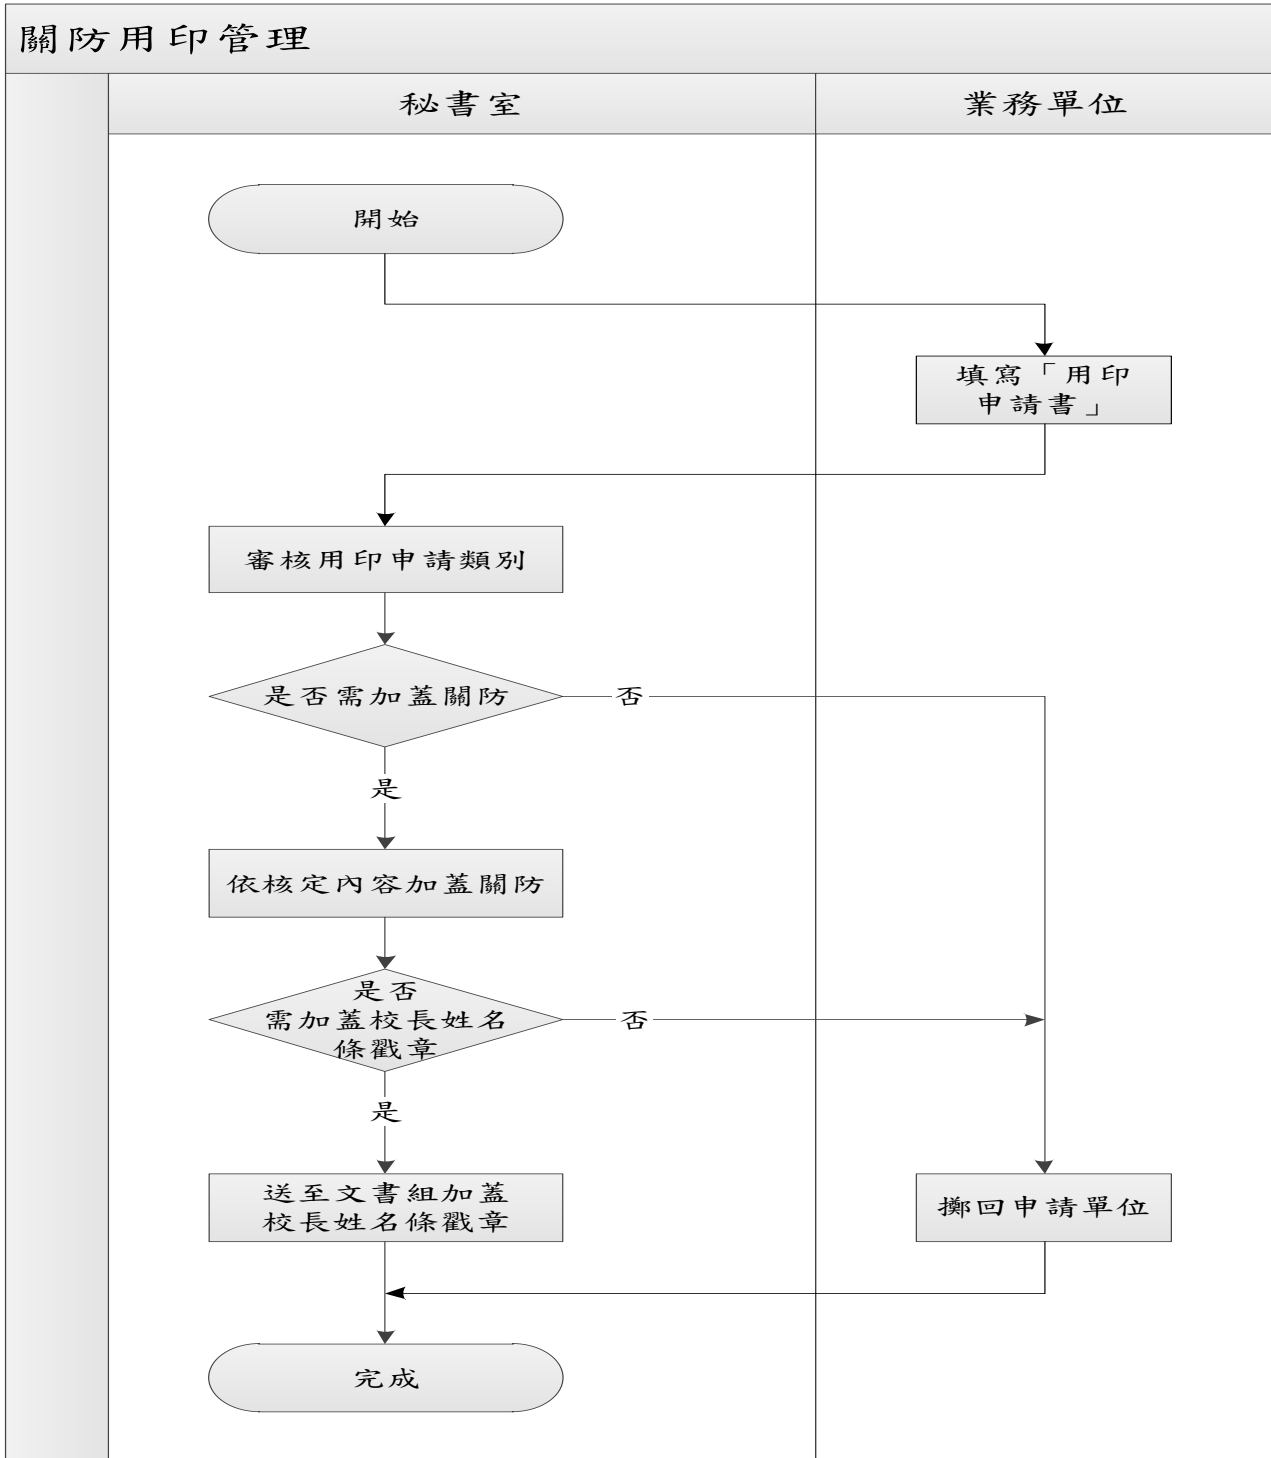 關防用印管理
秘書室
業務單位
開始
填寫「用印
申請書」
審核用印申請類別
是否需加蓋關防
否
是
依核定內容加蓋關防
是否
需加蓋校長姓名
條戳章
否
是
送至文書組加蓋
校長姓名條戳章
擲回申請單位
完成